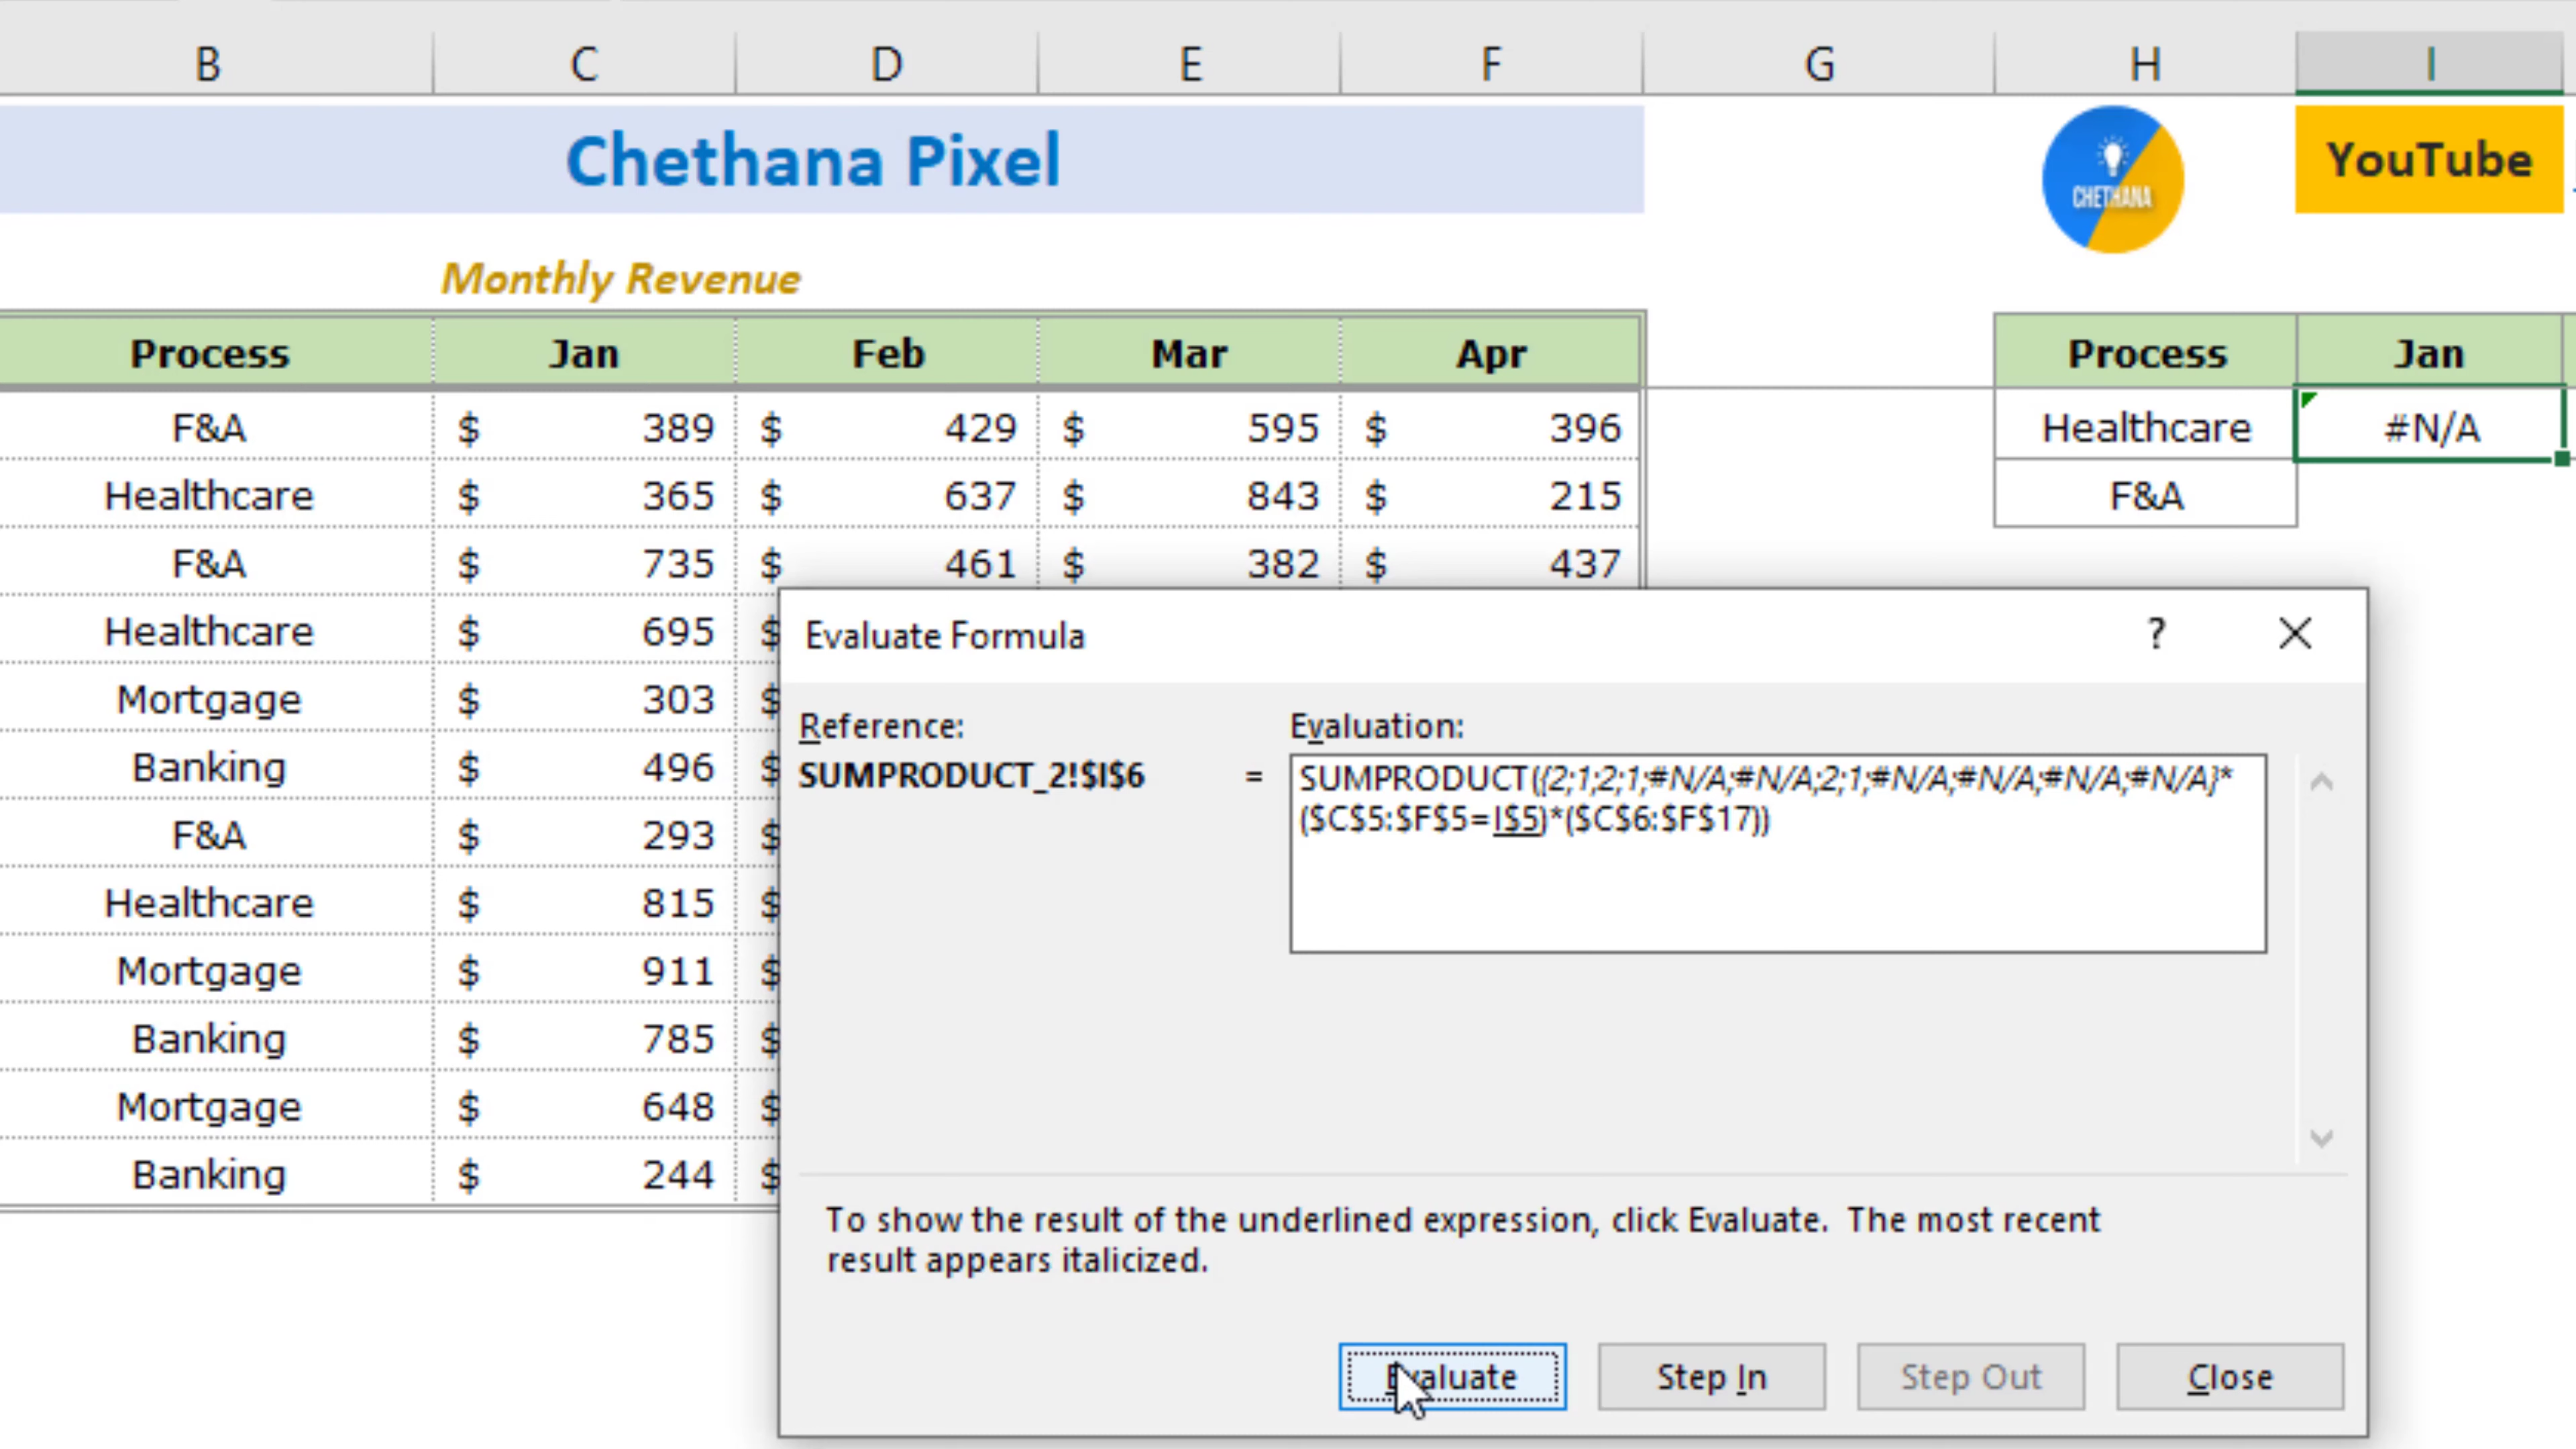 B C D E F G H I
Chethana Pixel
CHETHANA
YouTube
Monthly Revenue
Process Jan Feb Mar Apr
F&A $ 389 $ 429 $ 595 $ 396
Healthcare $ 365 $ 637 $ 843 $ 215
F&A $ 735 $ 461 $ 382 $ 437
Healthcare $ 695 $
Mortgage $ 303 $
Banking $ 496 $
F&A $ 293 $
Healthcare $ 815 $
Mortgage $ 911 $
Banking $ 785 $
Mortgage $ 648 $
Banking $ 244 $
Process Jan
Healthcare #N/A
F&A
Evaluate Formula ?
Reference:
SUMPRODUCT_2!$I$6 =
Evaluation:
SUMPRODUCT({2;1;2;1;#N/A;#N/A;2;1;#N/A;#N/A;#N/A;#N/A}*
($C$5:$F$5=I$5)*($C$6:$F$17))
To show the result of the underlined expression, click Evaluate. The most recent
result appears italicized.
Evaluate Step In Step Out Close